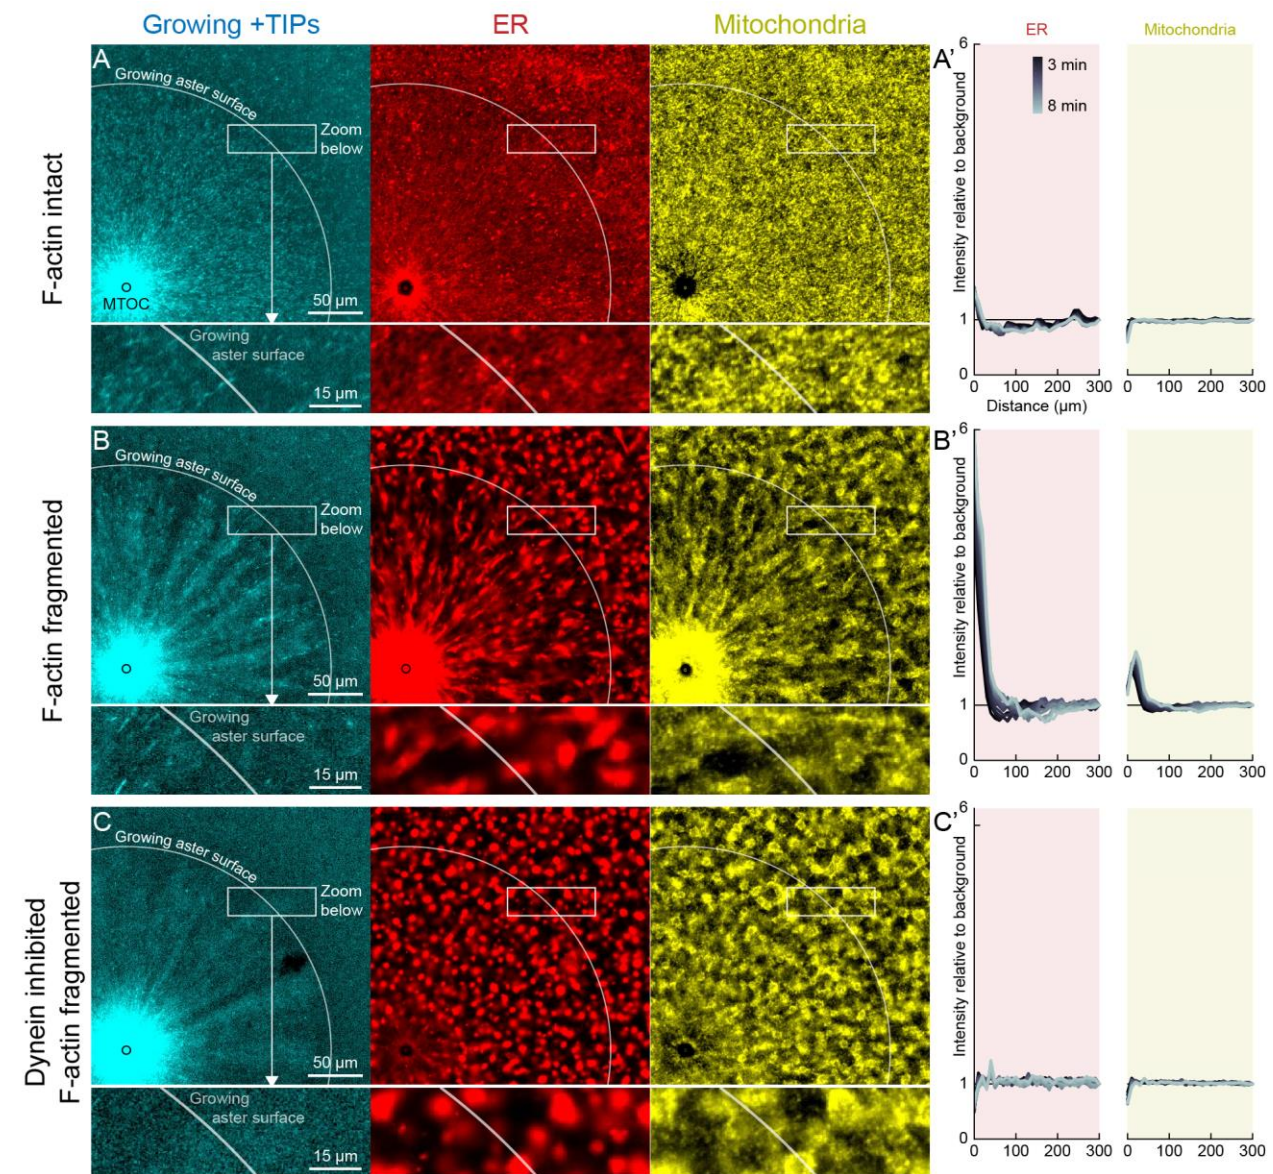 Growing +TIPs
ER
Mitochondria
F-actin intact
A
Growing aster surface
Zoom
below
MTOC
50 µm
Growing
aster surface
15 µm
A'
ER
Mitochondria
6
3 min
8 min
Intensity relative to background
1
0
0
100
200
300
0
100
200
300
Distance (µm)
F-actin fragmented
B
Growing aster surface
Zoom
below
50 µm
Growing
aster surface
15 µm
B'
6
Intensity relative to background
1
0
0
100
200
300
0
100
200
300
Dynein inhibited
F-actin fragmented
C
Growing aster surface
Zoom
below
50 µm
Growing
aster surface
15 µm
C'
6
Intensity relative to background
1
0
0
100
200
300
0
100
200
300